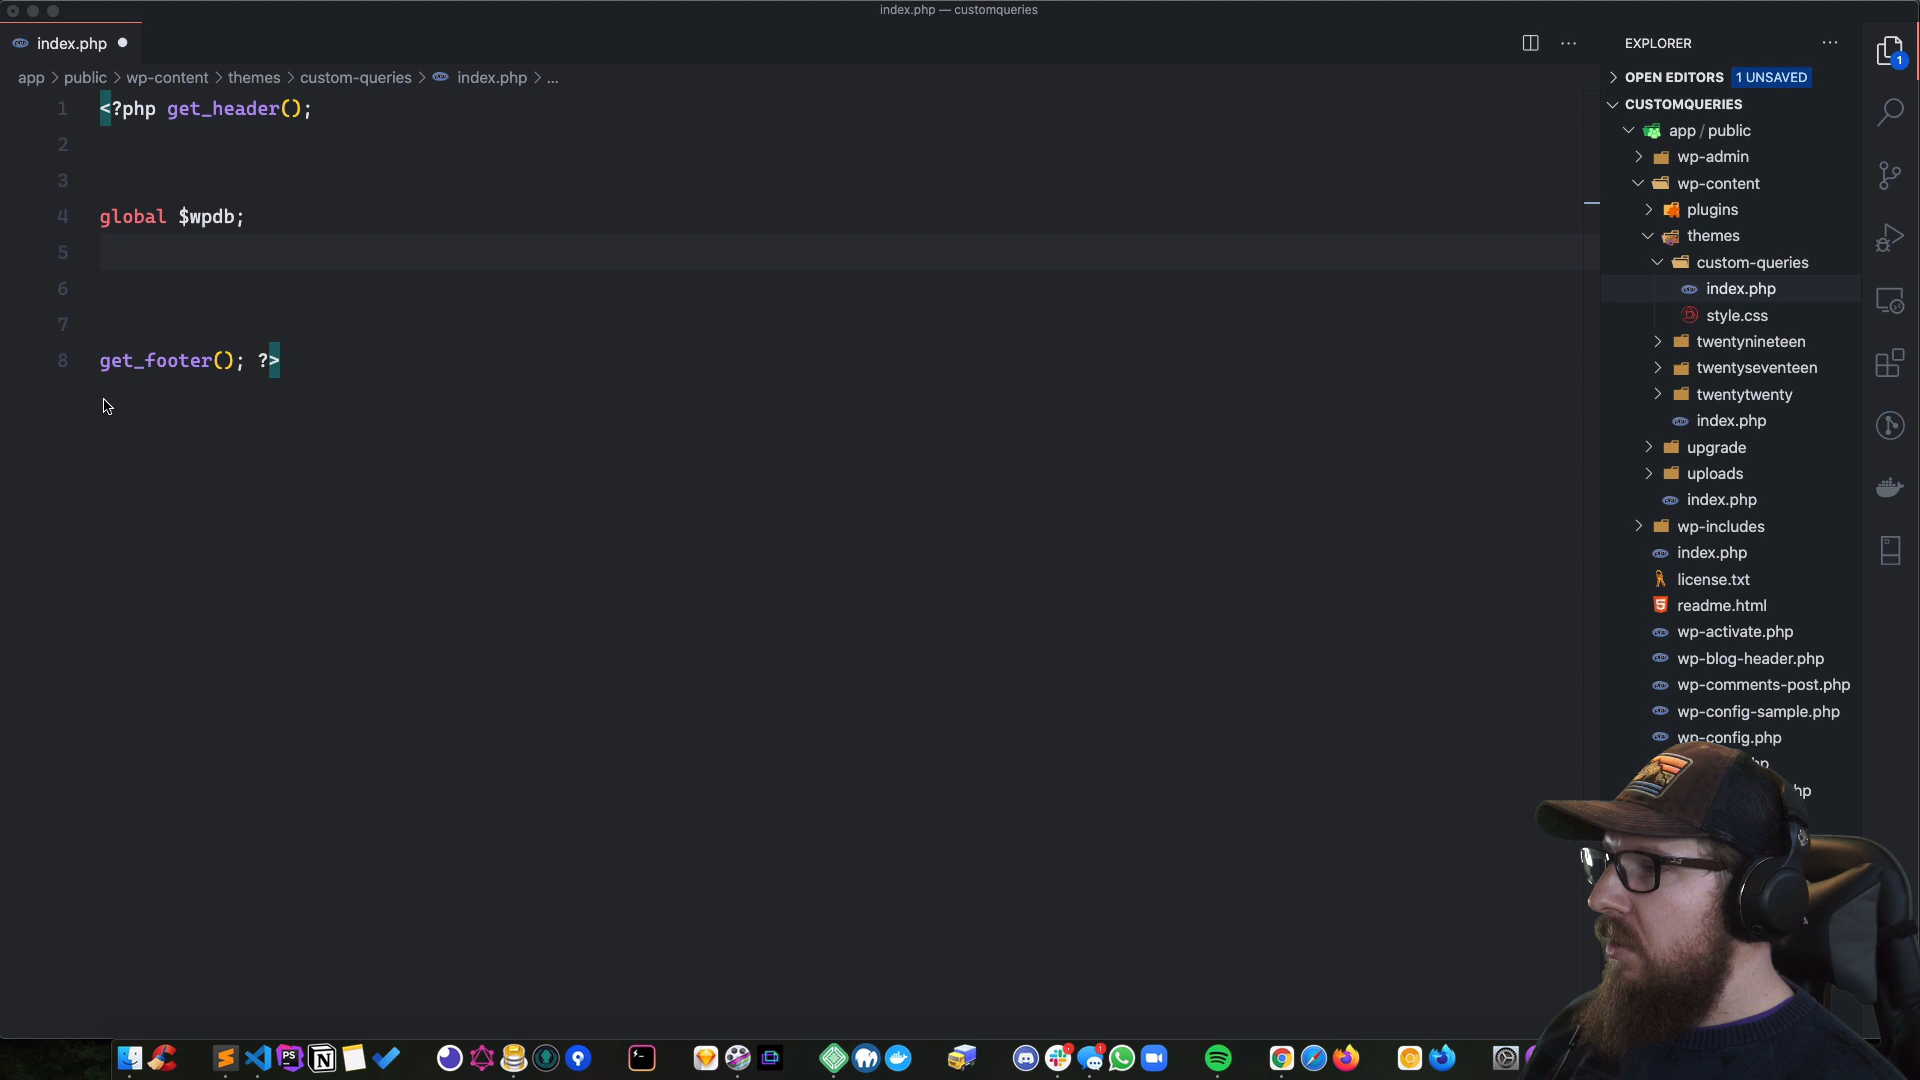 index.php — customqueries
index.php
app > public > wp-content > themes > custom-queries > index.php > ...
1 <?php get_header();
2
3
4 global $wpdb;
5
6
7
8 get_footer(); ?>
EXPLORER
OPEN EDITORS 1 UNSAVED
CUSTOMQUERIES
app / public
wp-admin
wp-content
plugins
themes
custom-queries
index.php
style.css
twentynineteen
twentyseventeen
twentytwenty
index.php
upgrade
uploads
index.php
wp-includes
index.php
license.txt
readme.html
wp-activate.php
wp-blog-header.php
wp-comments-post.php
wp-config-sample.php
wp-config.php
1
PS